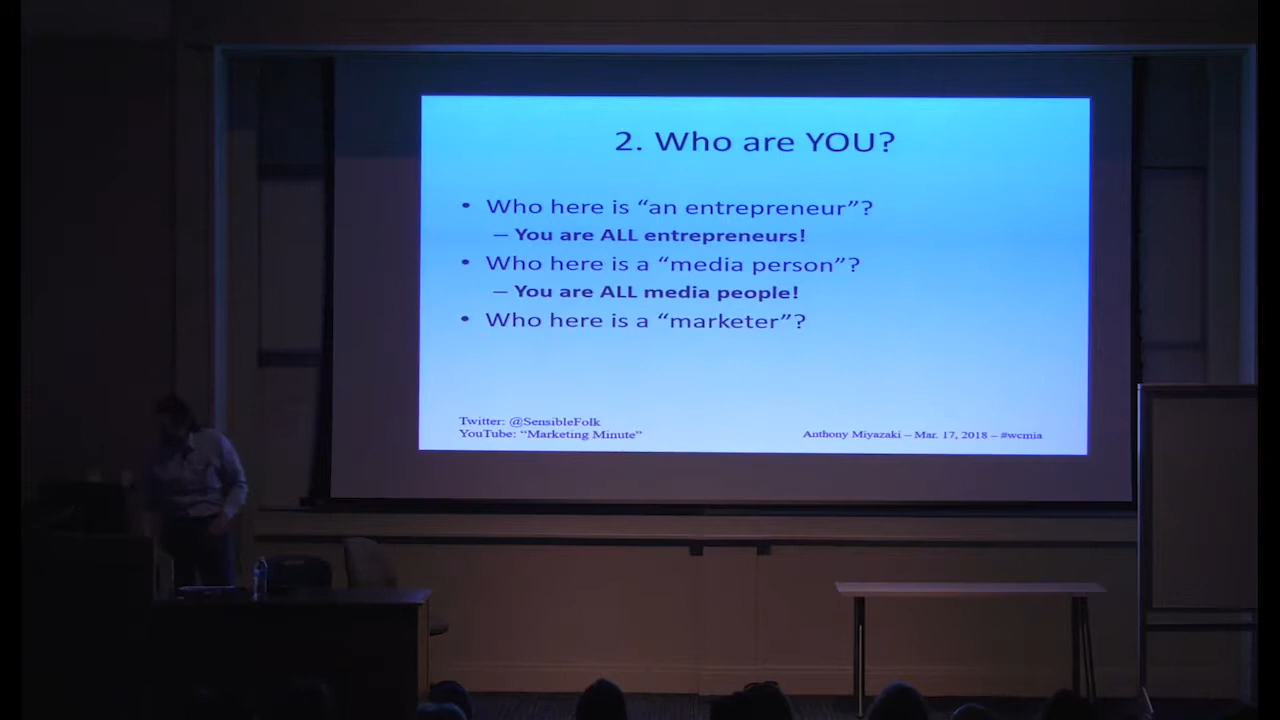 2. Who are YOU?
• Who here is “an entrepreneur”?
– You are ALL entrepreneurs!
• Who here is a “media person”?
– You are ALL media people!
• Who here is a “marketer”?
Twitter: @SensibleFolk
YouTube: “Marketing Minute”
Anthony Miyazaki – Mar. 17, 2018 – #wcmia